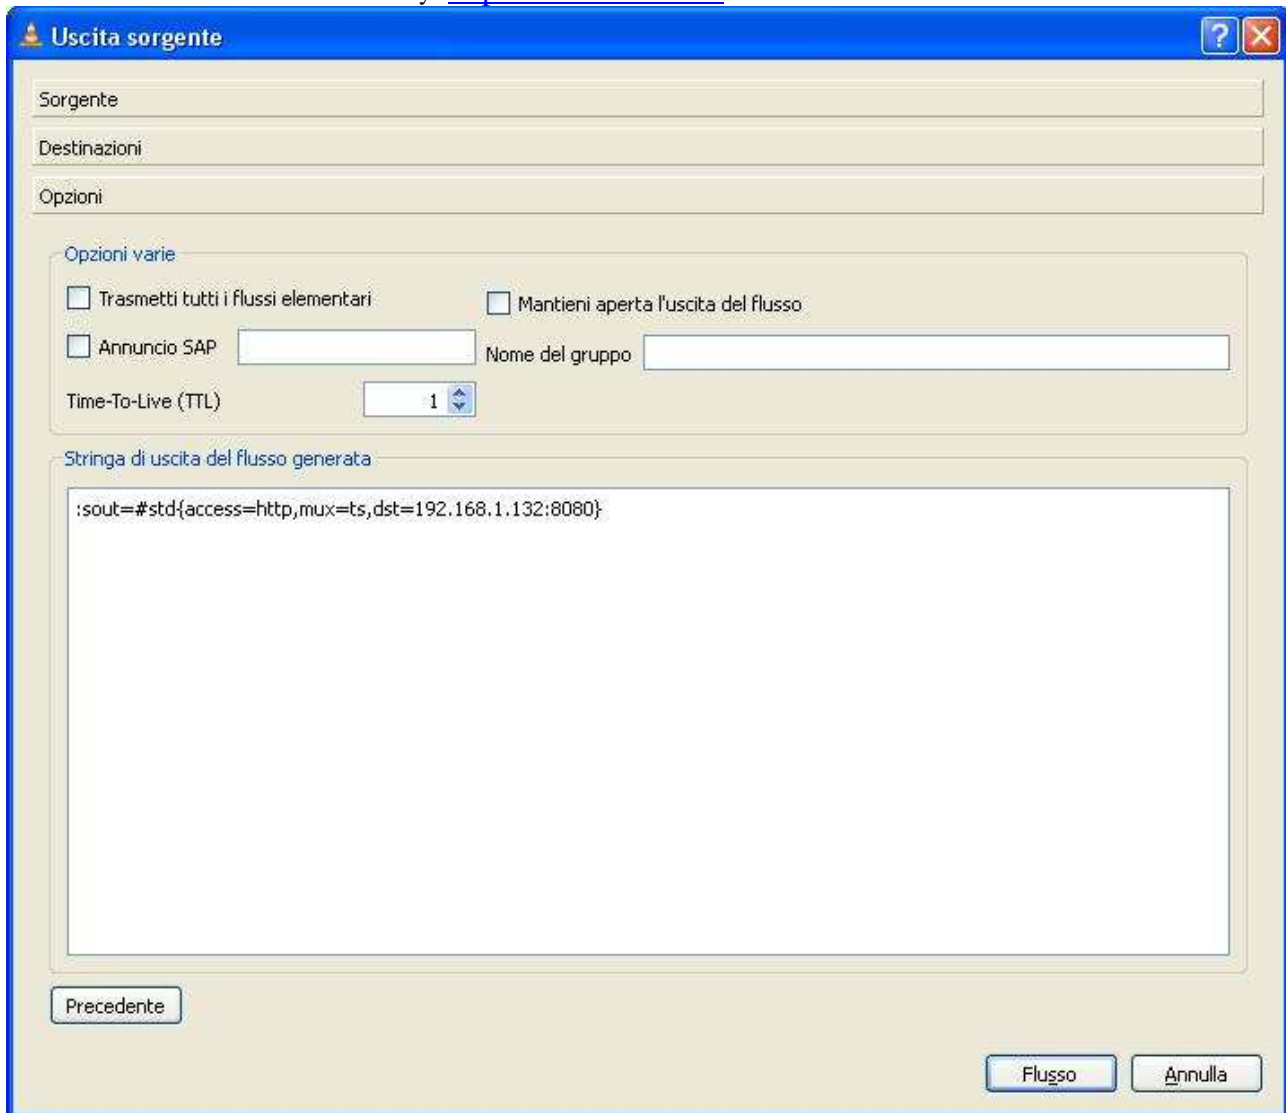 Uscita sorgente
Sorgente
Destinazioni
Opzioni
Opzioni varie
Trasmetti tutti i flussi elementari
Mantieni aperta l'uscita del flusso
Annuncio SAP
Nome del gruppo
Time-To-Live (TTL)
1
Stringa di uscita del flusso generata
:sout=#std{access=http,mux=ts,dst=192.168.1.132:8080}
Precedente
Flusso
Annulla